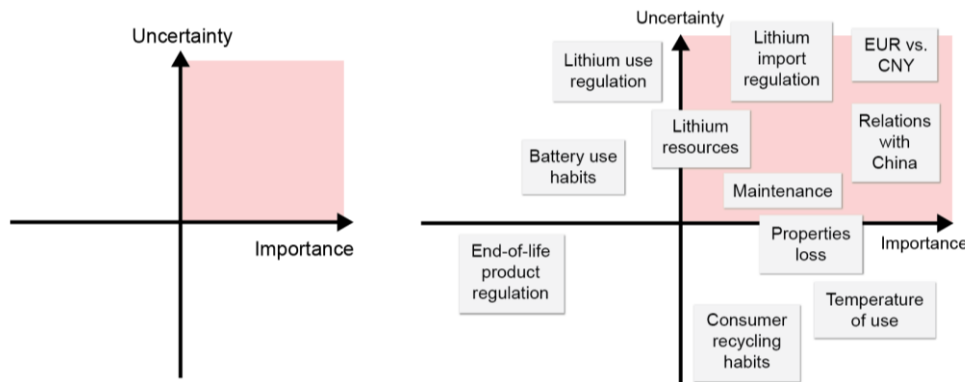 Uncertainty
Importance
Uncertainty
Lithium use
regulation
Lithium
import
regulation
EUR vs.
CNY
Lithium
resources
Relations
with
China
Battery use
habits
Maintenance
Properties
loss
Importance
End-of-life
product
regulation
Temperature
of use
Consumer
recycling
habits